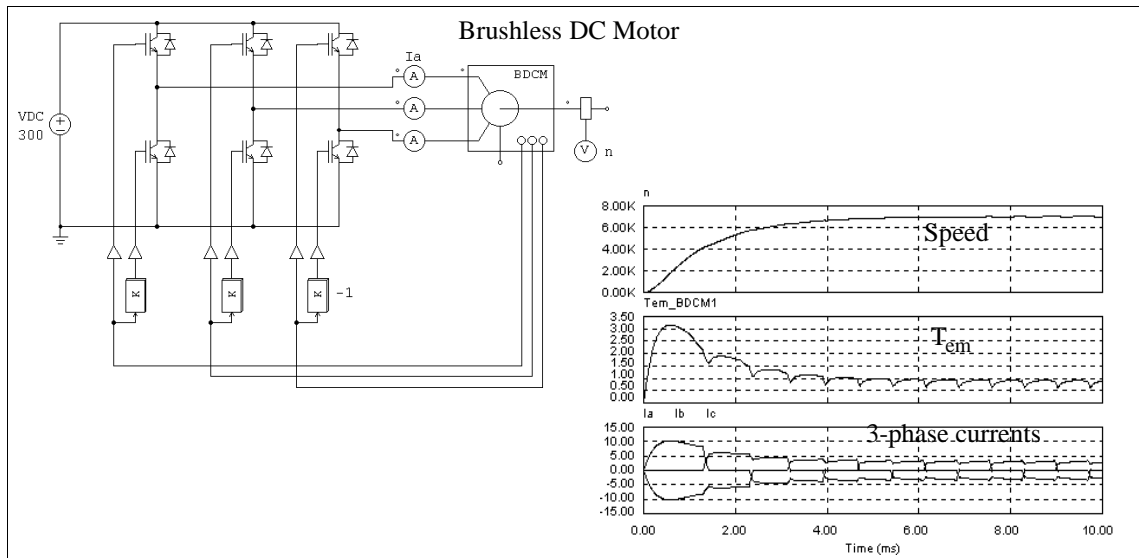 Brushless DC Motor
Ia
BDCM
A
VDC
300
A
A
V
n
K
K
K
-1
n
8.00K
6.00K
4.00K
2.00K
0.00K
Speed
Tem_BDCM1
3.50
3.00
2.50
2.00
1.50
1.00
0.50
0.00
Tem
Ia Ib Ic
15.00
10.00
5.00
0.00
-5.00
-10.00
-15.00
3-phase currents
0.00 2.00 4.00 6.00 8.00 10.00
Time (ms)